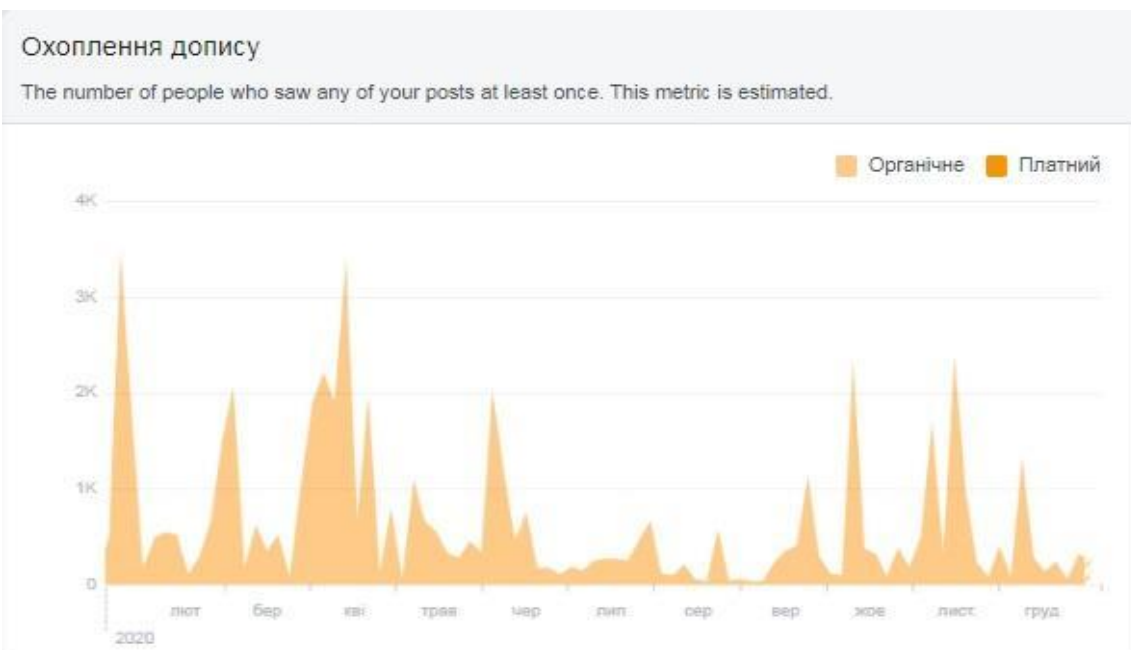 Охоплення допису
The number of people who saw any of your posts at least once. This metric is estimated.
Органічне Платний
4K
3K
2K
1K
0
лют бер кві трав чер лип сер вер жов лист. груд.
2020